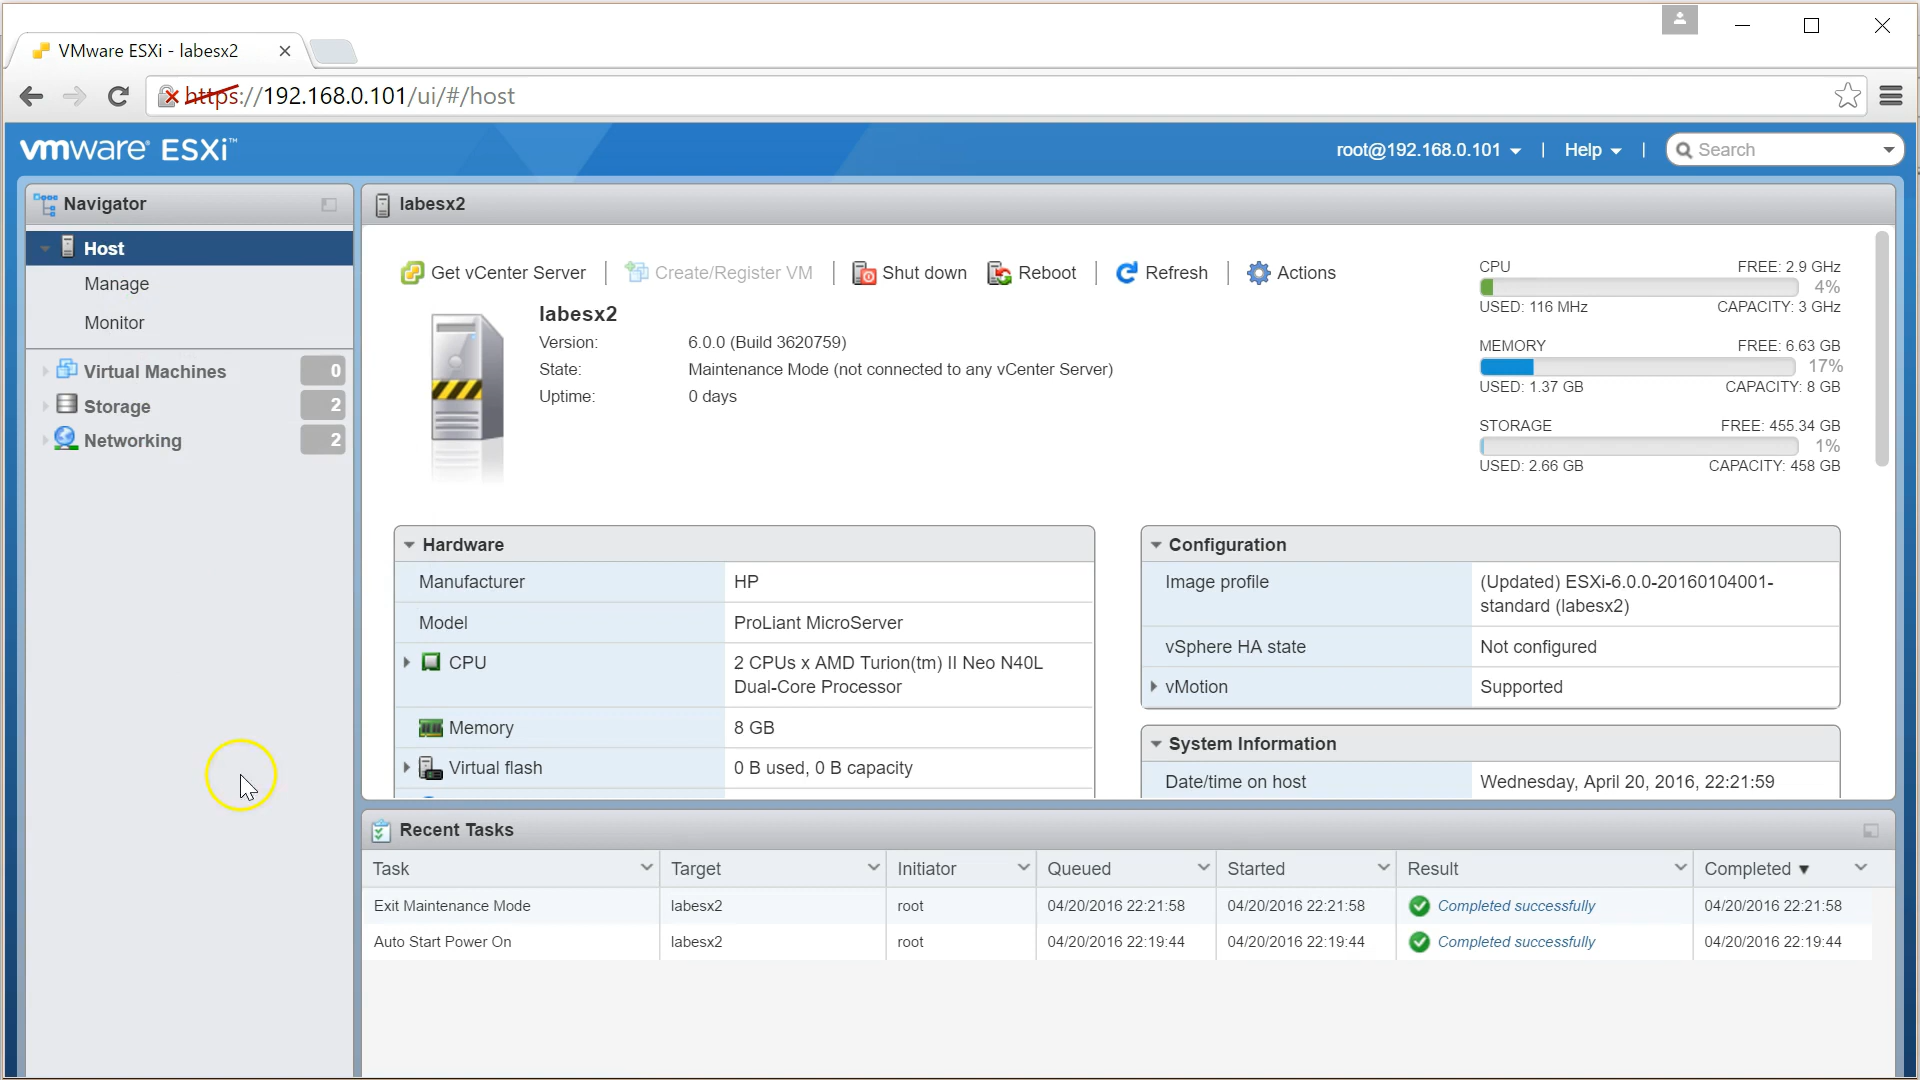 VMware ESXi - labesx2
https://192.168.0.101/ui/#/host
vmware® ESXi™
root@192.168.0.101 | Help | Search
Navigator
Host
Manage
Monitor
Virtual Machines 0
Storage 2
Networking 2
labesx2
Get vCenter Server | Create/Register VM | Shut down Reboot | Refresh | Actions
labesx2
Version: 6.0.0 (Build 3620759)
State: Maintenance Mode (not connected to any vCenter Server)
Uptime: 0 days
CPU FREE: 2.9 GHz
4%
USED: 116 MHz CAPACITY: 3 GHz
MEMORY FREE: 6.63 GB
17%
USED: 1.37 GB CAPACITY: 8 GB
STORAGE FREE: 455.34 GB
1%
USED: 2.66 GB CAPACITY: 458 GB
Hardware
Manufacturer HP
Model ProLiant MicroServer
CPU 2 CPUs x AMD Turion(tm) II Neo N40L
Dual-Core Processor
Memory 8 GB
Virtual flash 0 B used, 0 B capacity
Configuration
Image profile (Updated) ESXi-6.0.0-20160104001-
standard (labesx2)
vSphere HA state Not configured
vMotion Supported
System Information
Date/time on host Wednesday, April 20, 2016, 22:21:59
Recent Tasks
Task Target Initiator Queued Started Result Completed
Exit Maintenance Mode labesx2 root 04/20/2016 22:21:58 04/20/2016 22:21:58 Completed successfully 04/20/2016 22:21:58
Auto Start Power On labesx2 root 04/20/2016 22:19:44 04/20/2016 22:19:44 Completed successfully 04/20/2016 22:19:44